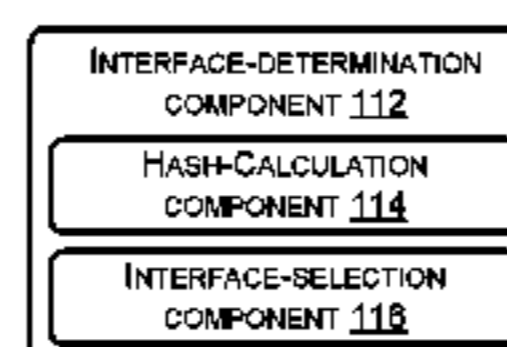 INTERFACE-DETERMINATION
COMPONENT 112
HASH-CALCULATION
COMPONENT 114
INTERFACE-SELECTION
COMPONENT 116